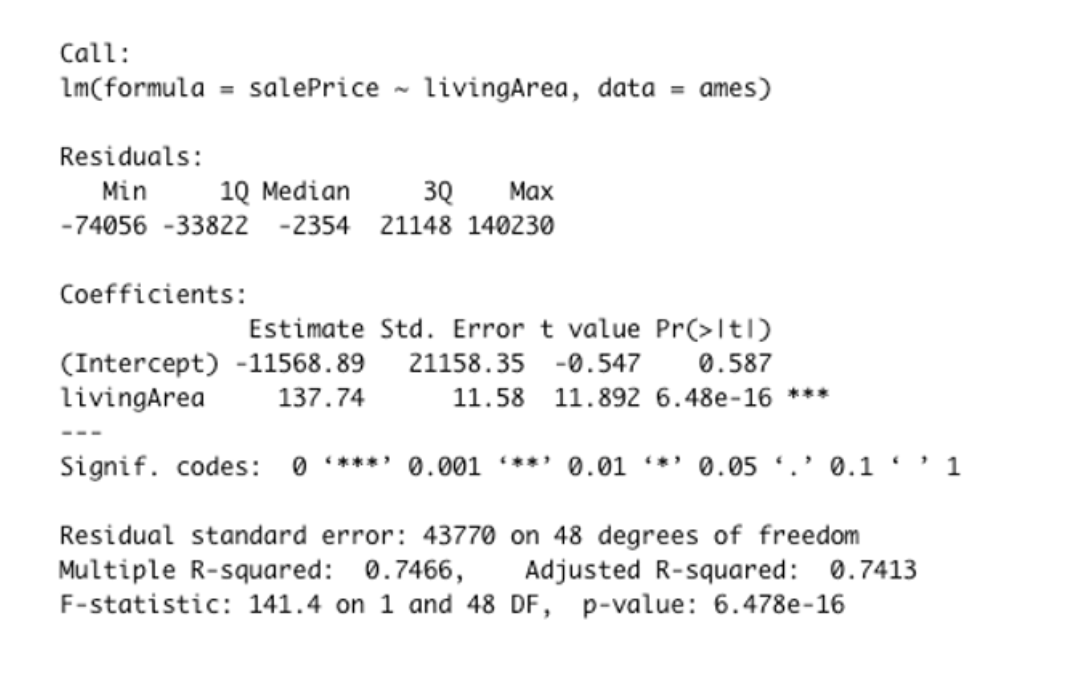 Call:
lm(formula = salePrice ~ livingArea, data = ames)
Residuals:
   Min     1Q Median     3Q    Max
-74056 -33822  -2354  21148 140230
Coefficients:
             Estimate Std. Error t value Pr(>|t|)
(Intercept) -11568.89   21158.35  -0.547    0.587
livingArea     137.74      11.58  11.892 6.48e-16 ***
---
Signif. codes:  0 ‘***’ 0.001 ‘**’ 0.01 ‘*’ 0.05 ‘.’ 0.1 ‘ ’ 1
Residual standard error: 43770 on 48 degrees of freedom
Multiple R-squared:  0.7466,    Adjusted R-squared:  0.7413
F-statistic: 141.4 on 1 and 48 DF,  p-value: 6.478e-16